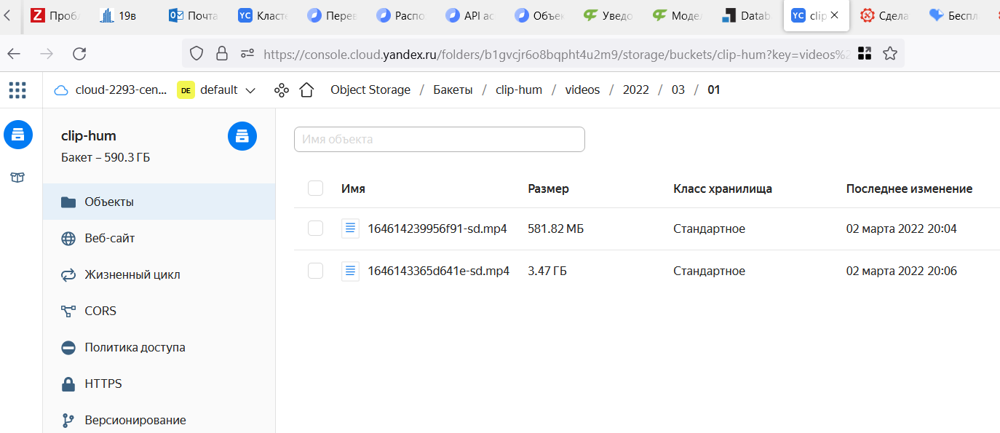 Z Проб 19в Почта YC Класте Перев Распо API ас Объек Уведо Модел Datab YC clip Сдела Беспл
https://console.cloud.yandex.ru/folders/b1gvcjr6o8bqpht4u2m9/storage/buckets/clip-hum?key=videos%2
cloud-2293-cen... DE default Object Storage / Бакеты / clip-hum / videos / 2022 / 03 / 01
clip-hum
Бакет – 590.3 ГБ
Объекты
Веб-сайт
Жизненный цикл
CORS
Политика доступа
HTTPS
Версионирование
Имя объекта
Имя Размер Класс хранилища Последнее изменение
164614239956f91-sd.mp4 581.82 МБ Стандартное 02 марта 2022 20:04
1646143365d641e-sd.mp4 3.47 ГБ Стандартное 02 марта 2022 20:06